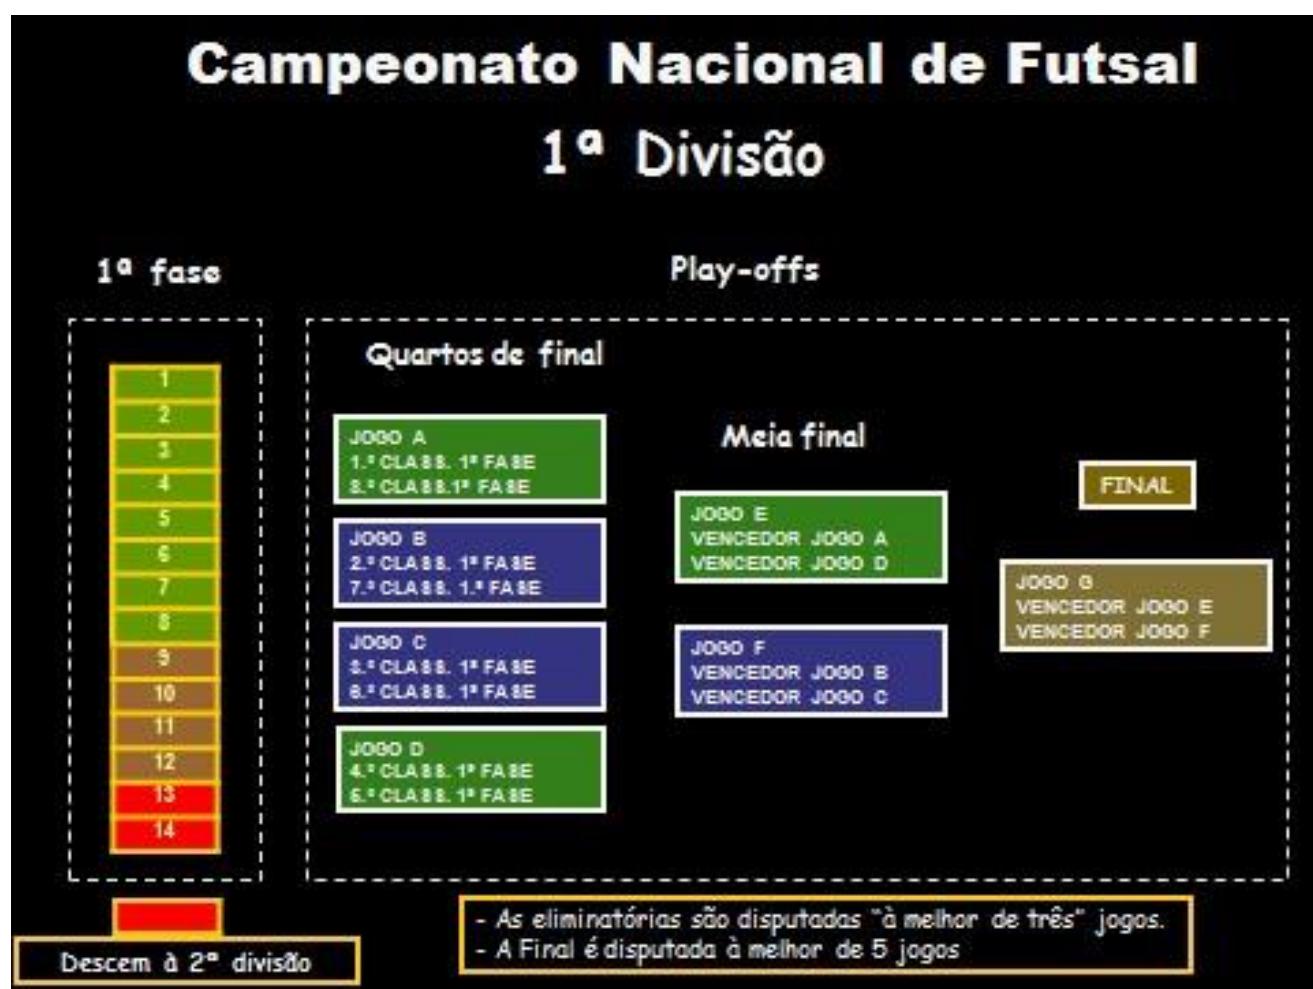 Campeonato Nacional de Futsal
1ª Divisão
1ª fase
Play-offs
1
2
3
4
5
6
7
8
9
10
11
12
13
14
Descem à 2ª divisão
Quartos de final
JOGO A
1.º CLASS. 1ª FASE
8.º CLASS.1ª FASE
JOGO B
2.º CLASS. 1ª FASE
7.º CLASS. 1.ª FASE
JOGO C
3.º CLASS. 1ª FASE
6.º CLASS. 1ª FASE
JOGO D
4.º CLASS. 1ª FASE
5.º CLASS. 1ª FASE
Meia final
JOGO E
VENCEDOR JOGO A
VENCEDOR JOGO D
JOGO F
VENCEDOR JOGO B
VENCEDOR JOGO C
FINAL
JOGO G
VENCEDOR JOGO E
VENCEDOR JOGO F
- As eliminatórias são disputadas "à melhor de três" jogos.
- A Final é disputada à melhor de 5 jogos